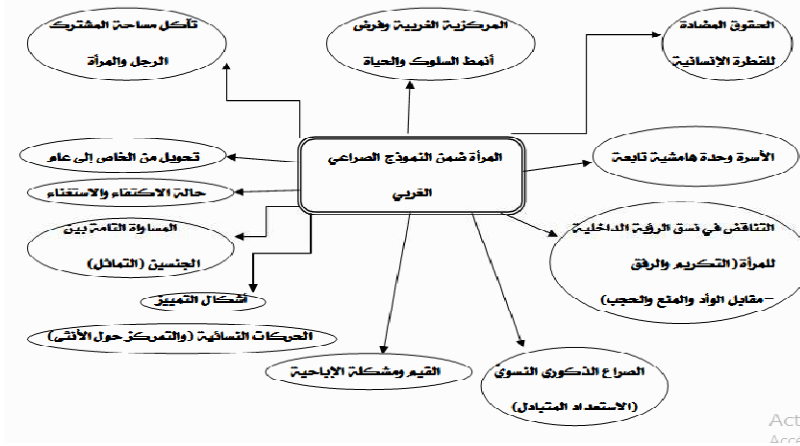 الحقوق المضادة
للفطرة الإنسانية
المركزية الغربية وفرض
أنمط السلوك والحياة
تآكل مساحة المشترك
الرجل والمرأة
المرأة ضمن النموذج الصراعي
الغربي
الأسرة وحدة هامشية تابعة
تحويل من الخاص إلى عام
حالة الاكتفاء والاستغناء
التناقض في نسق الرؤية الداخلية
للمرأة (التكريم والرفق
-مقابل الوأد والمنع والحجب)
المساواة التامة بين
الجنسين (التماثل)
أشكال التمييز
الحركات النسائية (والتمركز حول الأنثى)
القيم ومشكلة الإباحية
الصراع الذكوري النسوي
(الاستعداد المتبادل)
Act
Accé